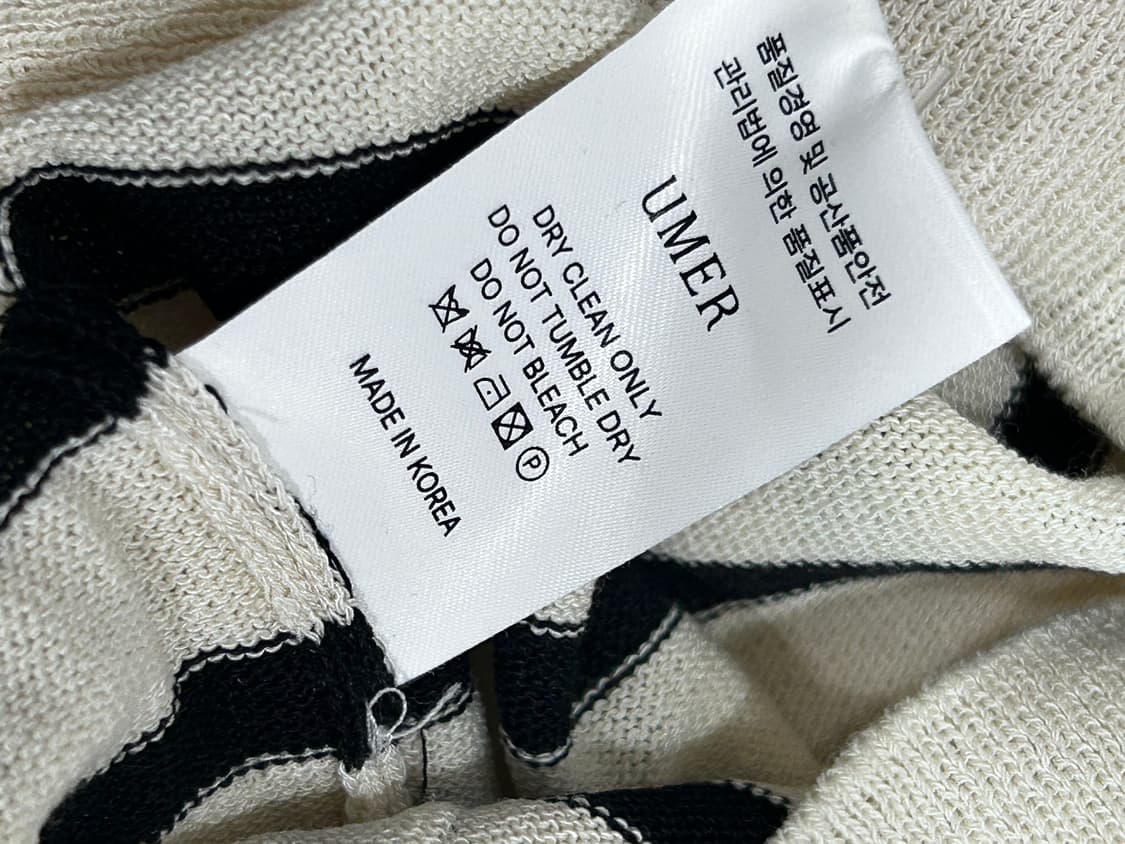 품질경영 및 공산품안전
관리법에 의한 품질표시
UMER
DRY CLEAN ONLY
DO NOT TUMBLE DRY
DO NOT BLEACH
P
MADE IN KOREA